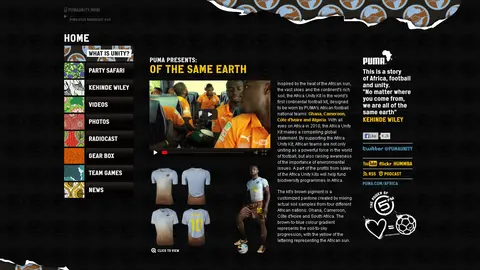 HOME
WHAT IS UNITY?
PARTY SAFARI
KEHINDE WILEY
VIDEOS
PHOTOS
RADIOCAST
GEAR BOX
TEAM GAMES
NEWS
PUMA PRESENTS:
OF THE SAME EARTH
CLICK TO VIEW
Inspired by the heat of the African sun,
the vast skies and the continent's rich
soil, the Africa Unity Kit is the world's
first continental football kit, designed
to be worn by PUMA's African football
national teams: Ghana, Cameroon,
Côte d'Ivoire and Algeria. With all
eyes on Africa in 2010, the Africa Unity
Kit makes a compelling global
statement. By supporting the Africa
Unity Kit, African teams are not only
uniting as a powerful force in the world
of football, but also raising awareness
of the importance of environmental
issues. A part of the profits from sales
of the Africa Unity Kits will help fund
biodiversity programmes in Africa.
The kit's brown pigment is a
customized pantone created by mixing
actual soil samples from four different
African nations: Ghana, Cameroon,
Côte d'Ivoire and South Africa. The
brown-to-blue colour gradient
represents the soil-to-sky
progression, with the yellow of the
lettering representing the African sun.
PUMA
This is a story
of Africa, football
and unity.
"No matter where
you come from,
we are all of the
same earth"
KEHINDE WILEY
Like
twitter @PUMAUNITY
You Tube flickr HUMMBA
RSS PODCAST
PUMA.COM/AFRICA